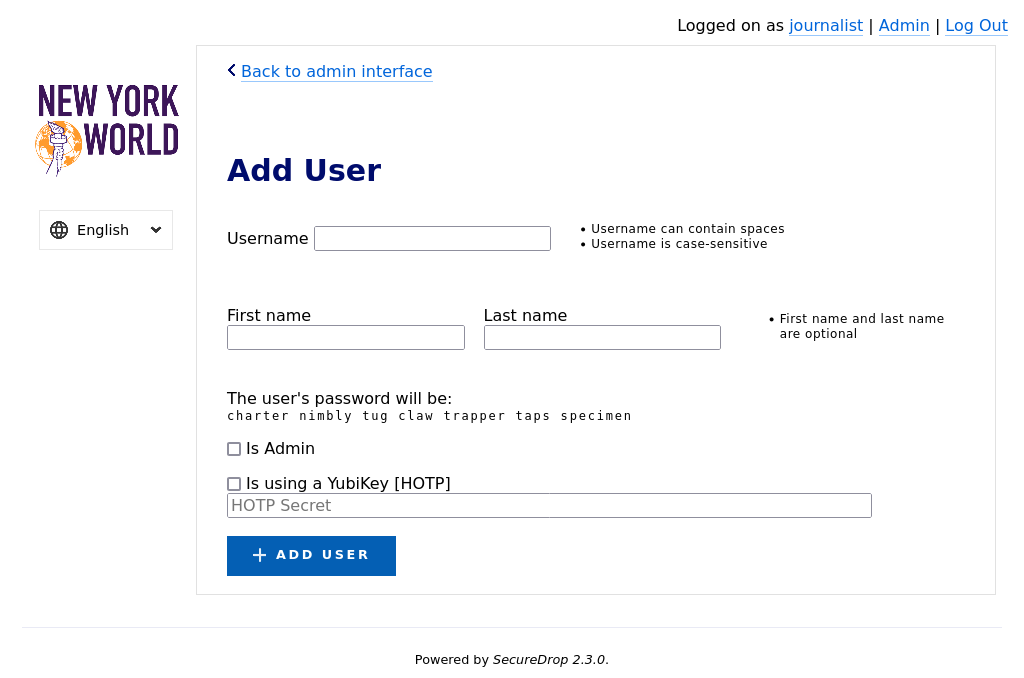 Logged on as journalist | Admin | Log Out
Back to admin interface
NEW YORK
WORLD
English
Add User
Username
• Username can contain spaces
• Username is case-sensitive
First name
Last name
• First name and last name
are optional
The user's password will be:
charter nimbly tug claw trapper taps specimen
Is Admin
Is using a YubiKey [HOTP]
HOTP Secret
ADD USER
Powered by SecureDrop 2.3.0.